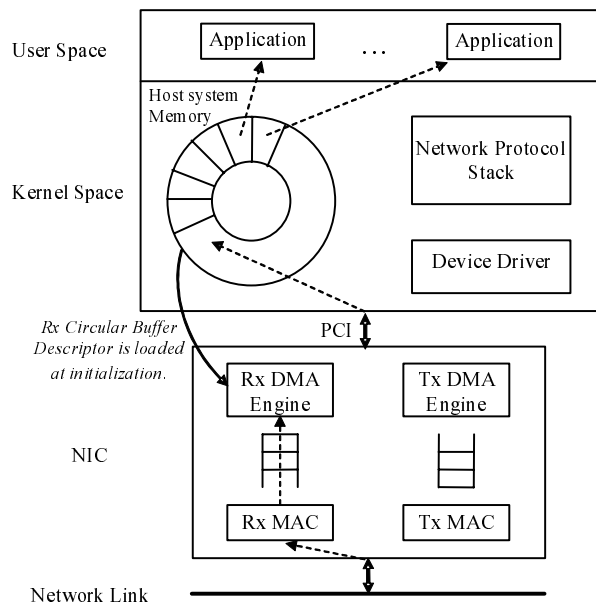 User Space
Application
...
Application
Host system
Memory
Kernel Space
Network Protocol
Stack
Device Driver
Rx Circular Buffer
Descriptor is loaded
at initialization.
PCI
Rx DMA
Engine
Tx DMA
Engine
NIC
Rx MAC
Tx MAC
Network Link